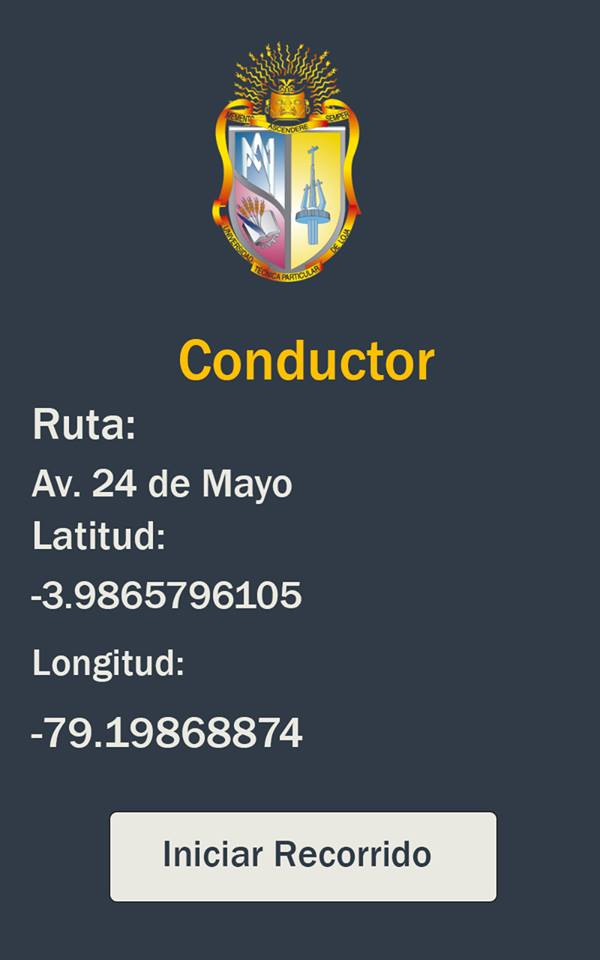 MEMENTO ASCENDERE SEMPER
UNIVERSIDAD TÉCNICA PARTICULAR DE LOJA
Conductor
Ruta:
Av. 24 de Mayo
Latitud:
-3.9865796105
Longitud:
-79.19868874
Iniciar Recorrido